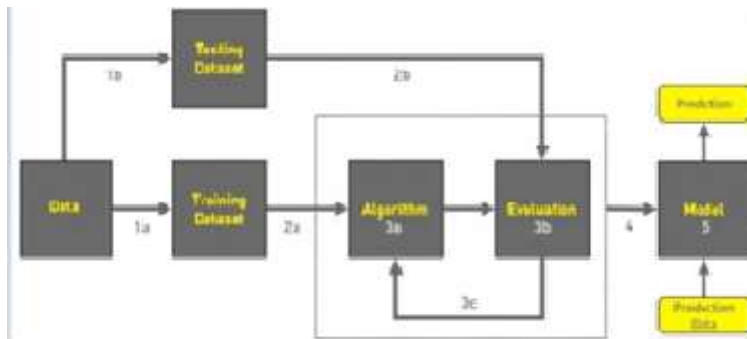 Testing
Dataset
1b
2b
Prediction
Data
Training
Dataset
Algorithm
3a
Evaluation
3b
Model
5
1a
2a
4
3c
Production
Data